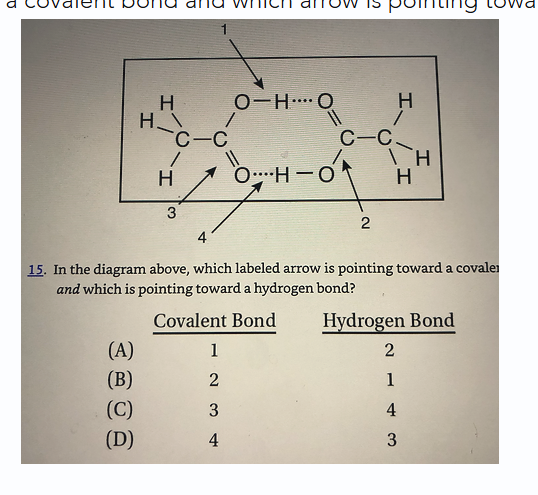 a covalent bond and which arrow is pointing towa
1
H O—H····O H
H C—C C—C H
H O····H—O H
3 4 2
15. In the diagram above, which labeled arrow is pointing toward a covale
and which is pointing toward a hydrogen bond?
Covalent Bond Hydrogen Bond
(A) 1 2
(B) 2 1
(C) 3 4
(D) 4 3